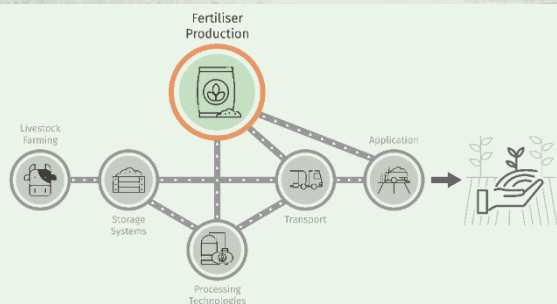 Fertiliser
Production
Livestock
Farming
Application
Storage
Systems
Transport
Processing
Technologies